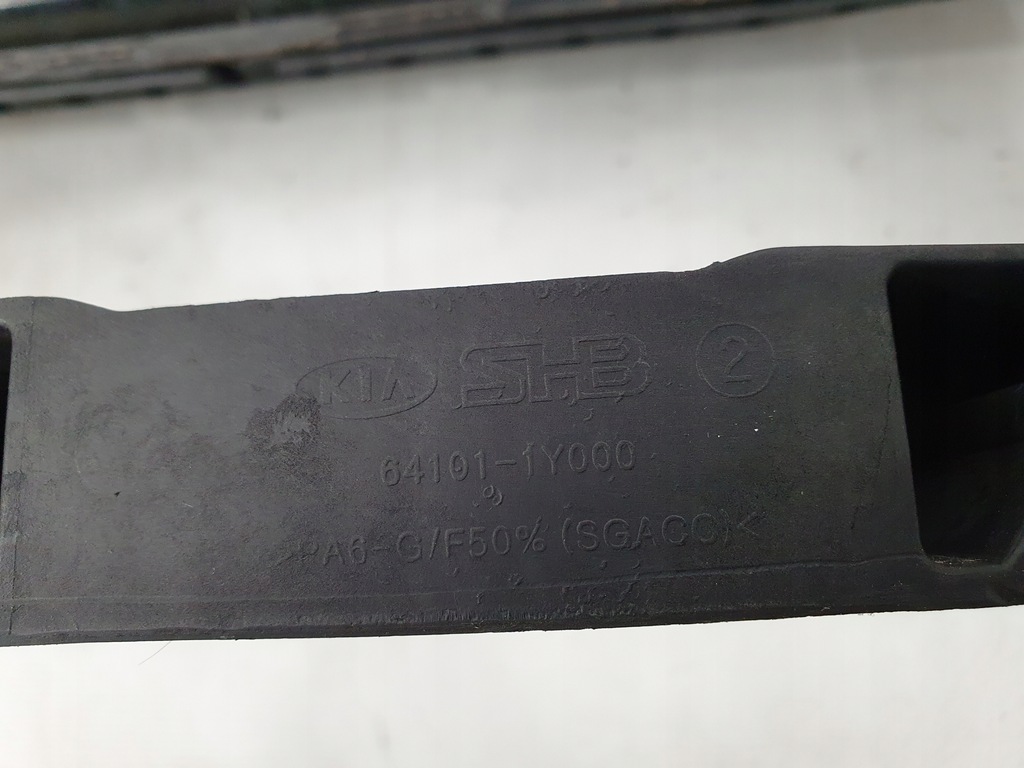 KIA SHB 2
64101-1Y000
PA6-G/F50% (SGACC)<